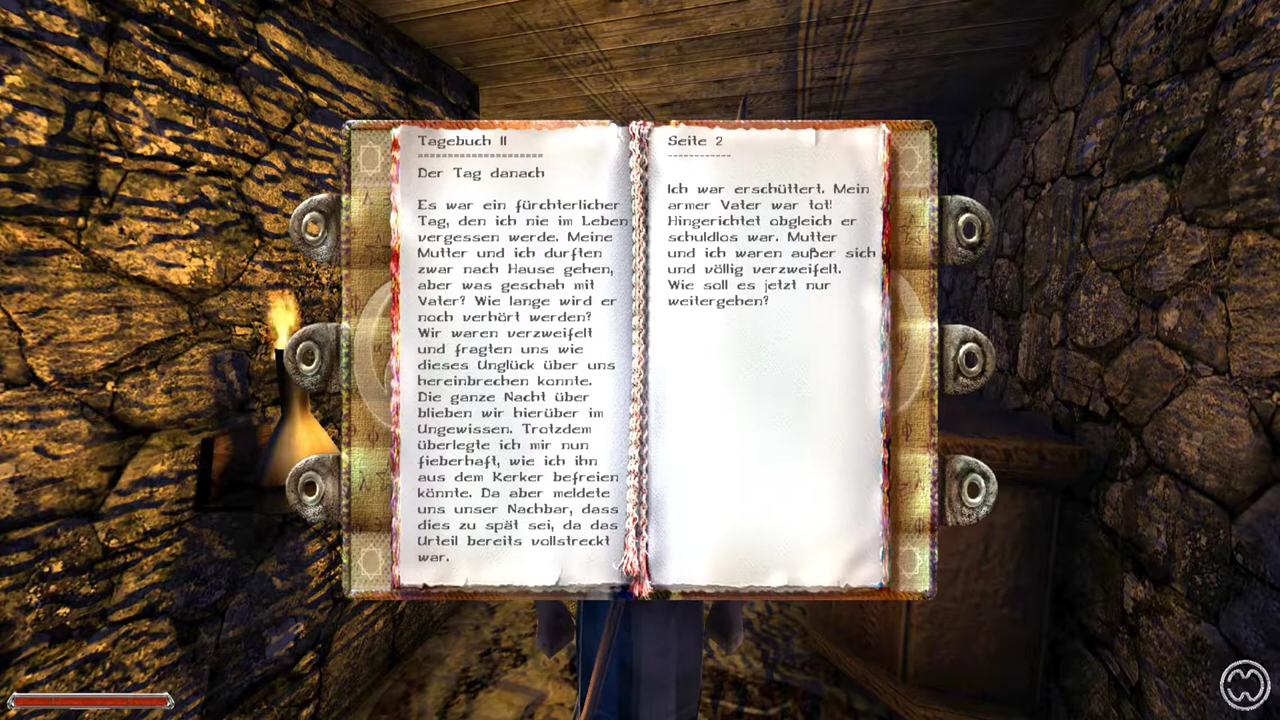 Tagebuch II
=====================
Der Tag danach
Es war ein fürchterlicher
Tag, den ich nie im Leben
vergessen werde. Meine
Mutter und ich durften
zwar nach Hause gehen,
aber was geschah mit
Vater? Wie lange wird er
noch verhört werden?
Wir waren verzweifelt
und fragten uns wie
dieses Unglück über uns
hereinbrechen konnte.
Die ganze Nacht über
blieben wir hierüber im
Ungewissen. Trotzdem
überlegte ich mir nun
fieberhaft, wie ich ihn
aus dem Kerker befreien
könnte. Da aber meldete
uns unser Nachbar, dass
dies zu spät sei, da das
Urteil bereits vollstreckt
war.
Seite 2
------------
Ich war erschüttert. Mein
armer Vater war tot!
Hingerichtet obgleich er
schuldlos war. Mutter
und ich waren außer sich
und völlig verzweifelt.
Wie soll es jetzt nur
weitergehen?